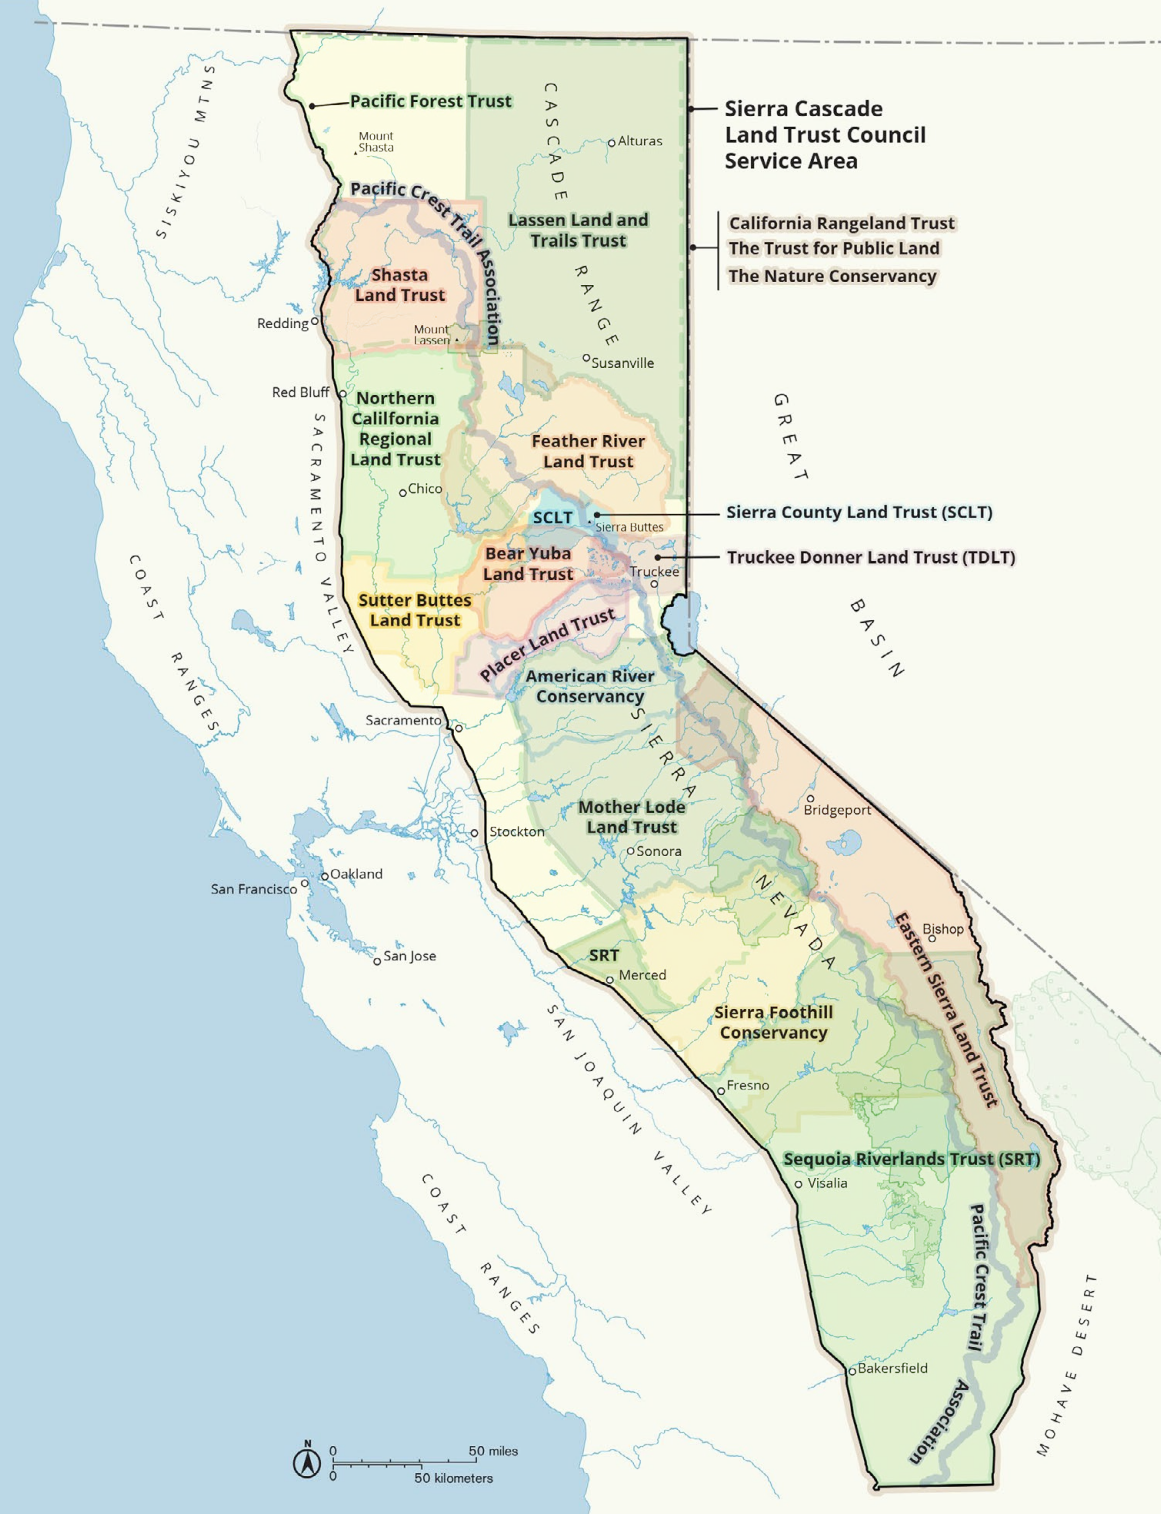 Pacific Forest Trust
Sierra Cascade
Land Trust Council
Service Area
Mount
Shasta
Alturas
SISKIYOU MTNS
CASCADE RANGE
Pacific Crest Trail Association
Lassen Land and
Trails Trust
California Rangeland Trust
The Trust for Public Land
The Nature Conservancy
Shasta
Land Trust
Redding
Mount
Lassen
Susanville
Red Bluff
Northern
Calilfornia
Regional
Land Trust
GREAT BASIN
SACRAMENTO VALLEY
Feather River
Land Trust
Chico
SCLT
Sierra County Land Trust (SCLT)
Sierra Buttes
Bear Yuba
Land Trust
Truckee Donner Land Trust (TDLT)
Truckee
COAST RANGES
Sutter Buttes
Land Trust
Placer Land Trust
American River
Conservancy
SIERRA NEVADA
Sacramento
Bridgeport
Mother Lode
Land Trust
Stockton
Sonora
Oakland
San Francisco
Bishop
Eastern Sierra Land Trust
San Jose
SRT
Merced
Sierra Foothill
Conservancy
SAN JOAQUIN VALLEY
Fresno
Sequoia Riverlands Trust (SRT)
Visalia
COAST RANGES
Pacific Crest Trail
Association
MOHAVE DESERT
Bakersfield
N
0 50 miles
0 50 kilometers